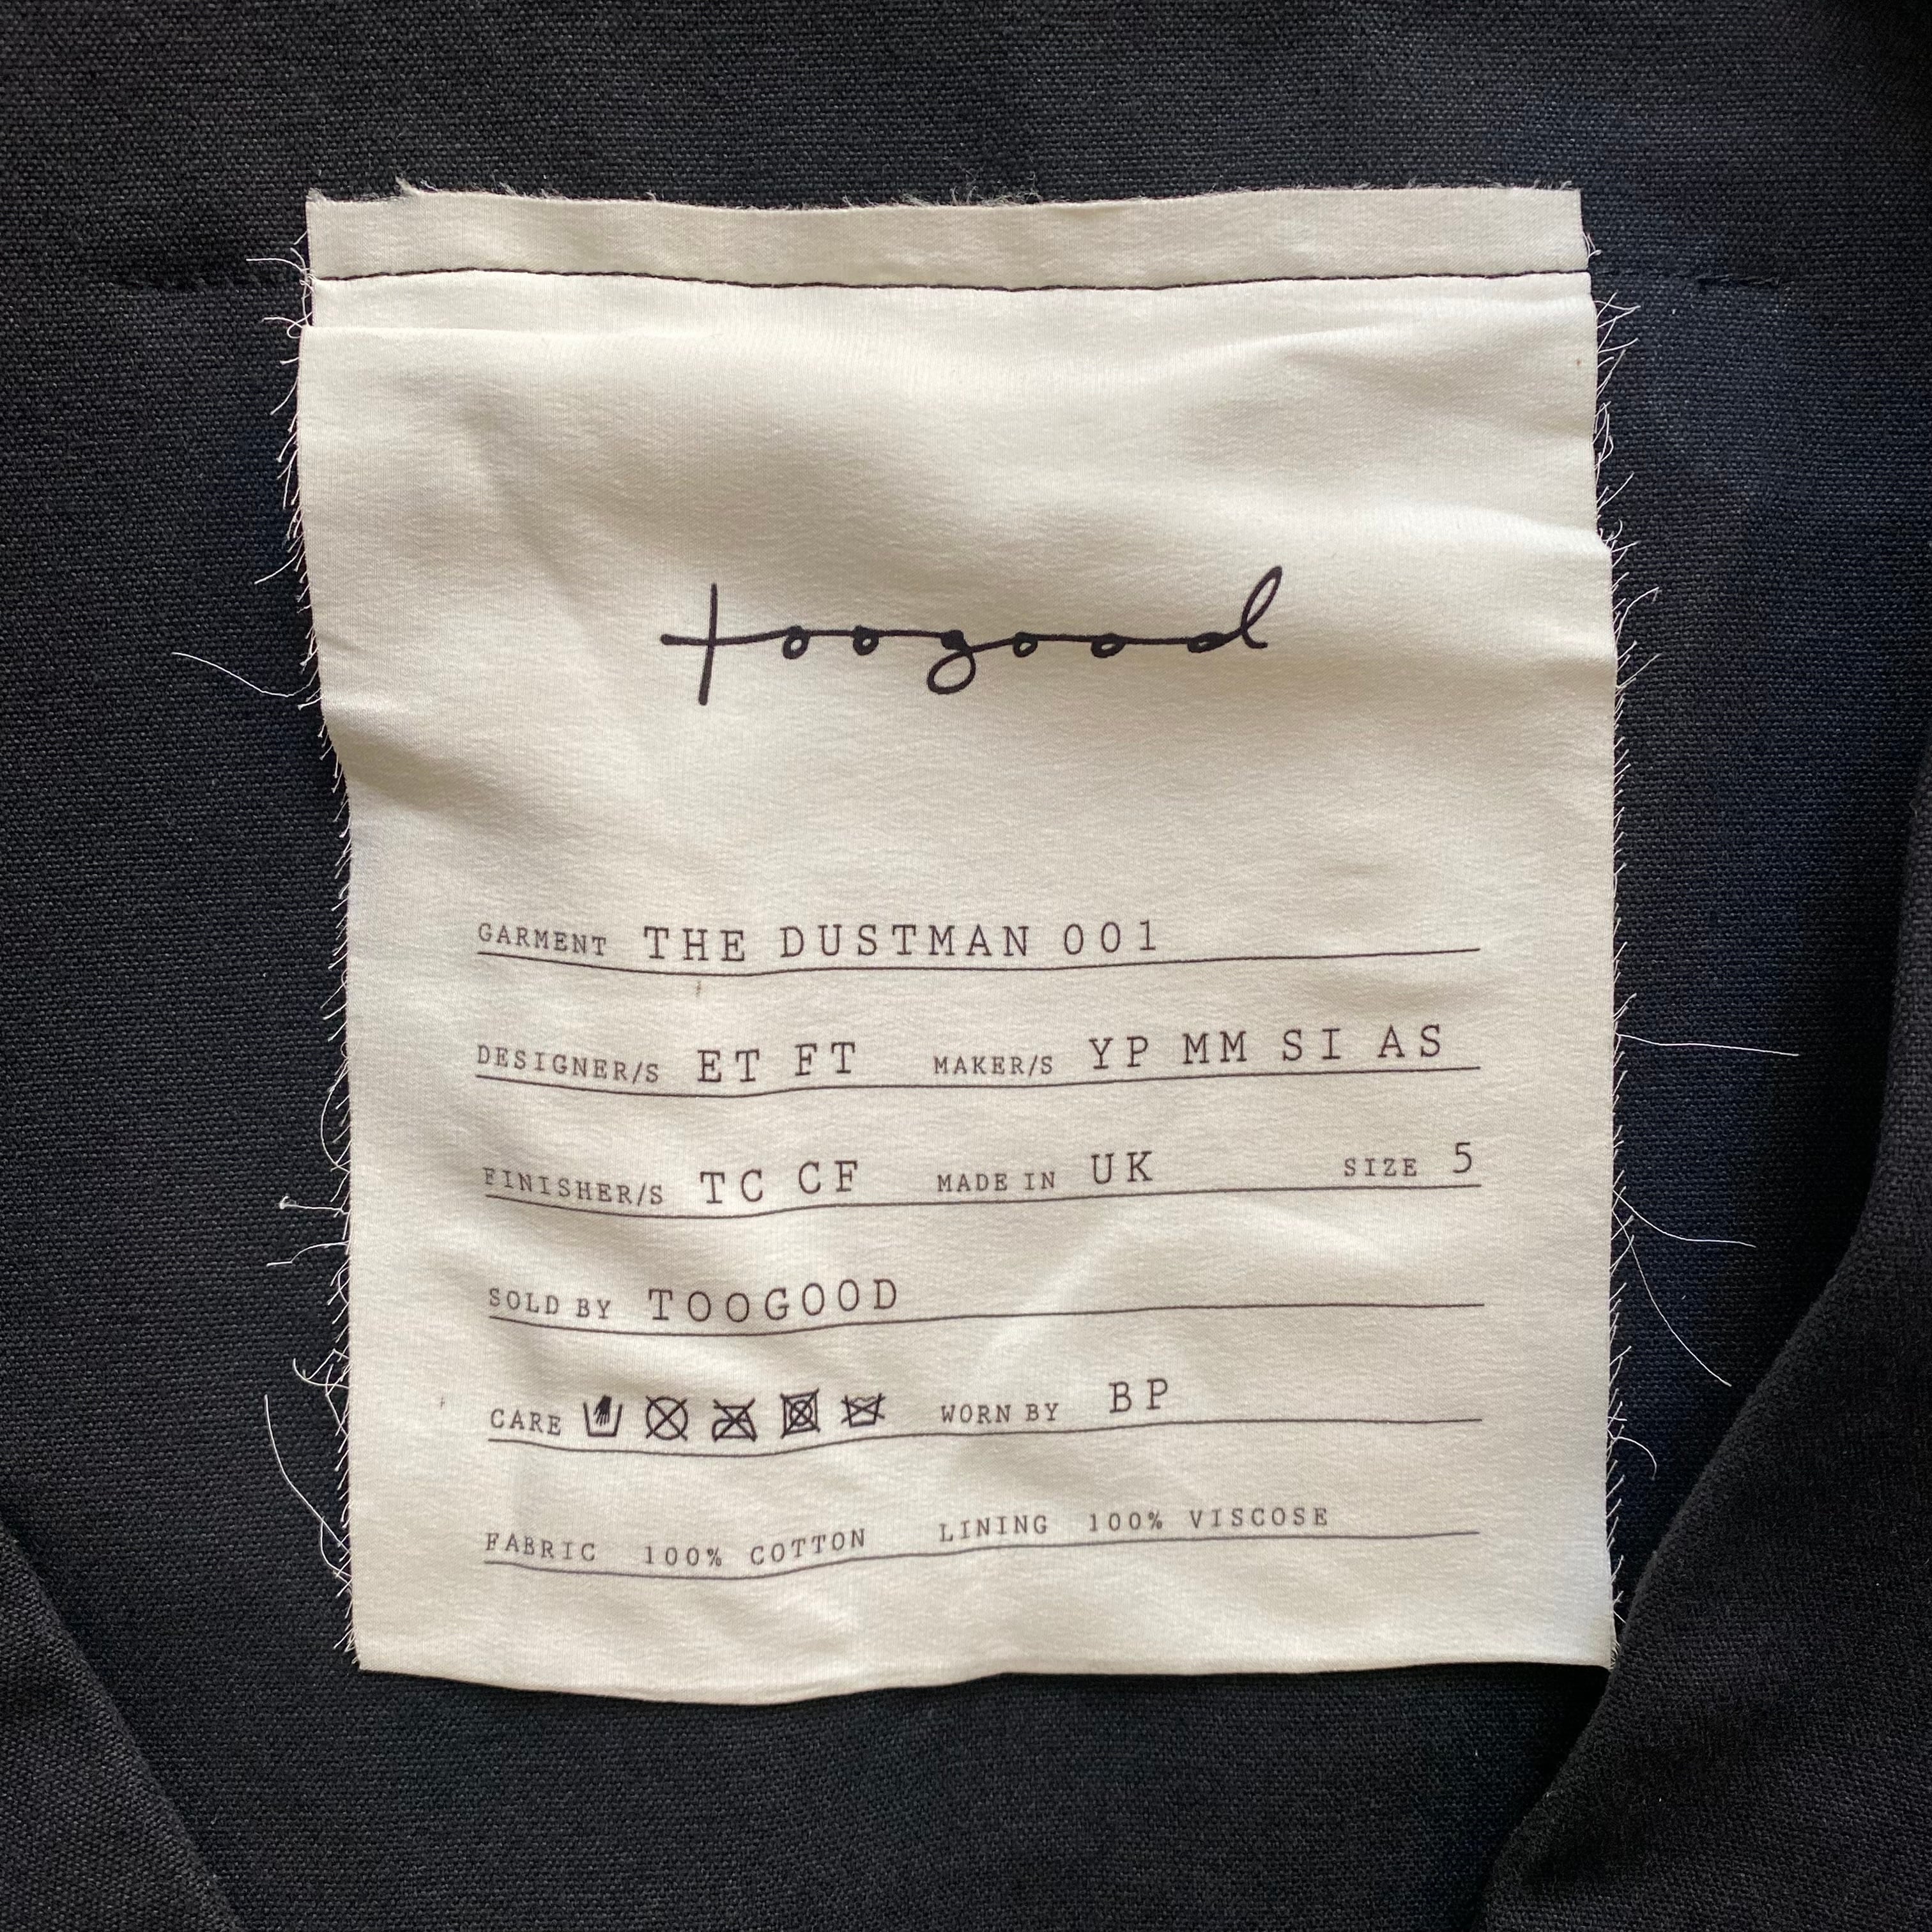 toogood
GARMENT THE DUSTMAN 001
DESIGNER/S ET FT MAKER/S YP MM SI AS
FINISHER/S TC CF MADE IN UK SIZE 5
SOLD BY TOOGOOD
CARE WORN BY BP
FABRIC 100% COTTON LINING 100% VISCOSE